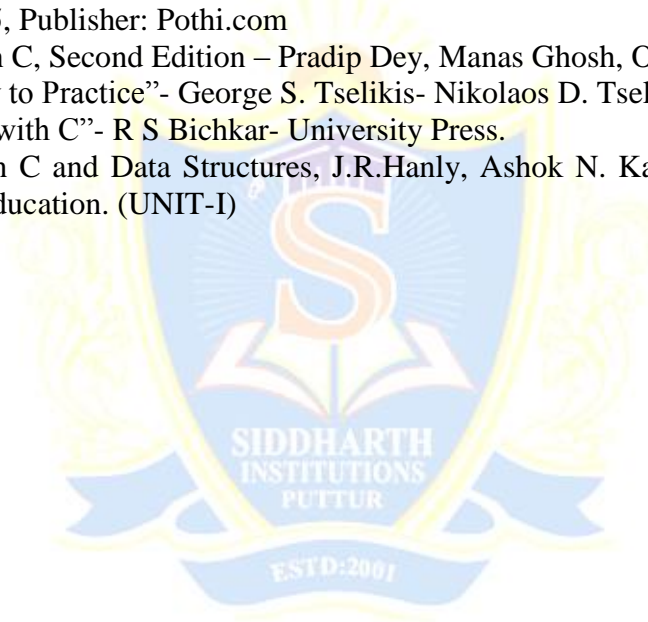 5, Publisher: Pothi.com
n C, Second Edition – Pradip Dey, Manas Ghosh, O
y to Practice”- George S. Tselikis- Nikolaos D. Tsel
with C”- R S Bichkar- University Press.
n C and Data Structures, J.R.Hanly, Ashok N. Ka
ducation. (UNIT-I)
S
SIDDHARTH
INSTITUTIONS
PUTTUR
ESTD:2001